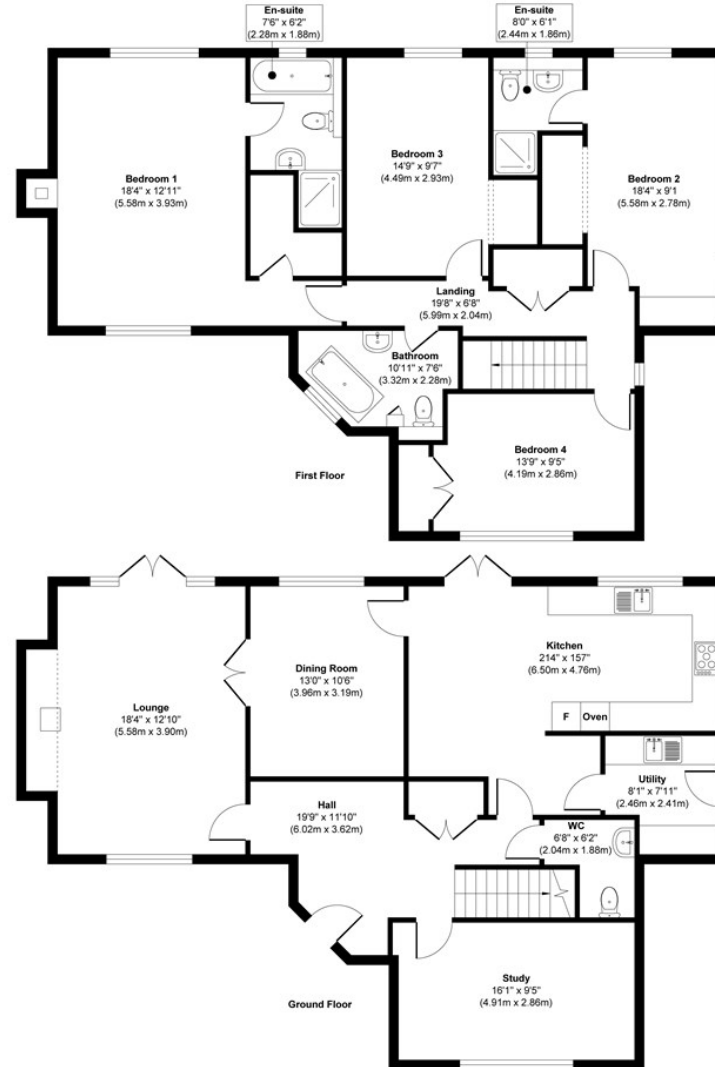 En-suite
7'6" x 6'2"
(2.28m x 1.88m)
En-suite
8'0" x 6'1"
(2.44m x 1.86m)
Bedroom 1
18'4" x 12'11"
(5.58m x 3.93m)
Bedroom 3
14'9" x 9'7"
(4.49m x 2.93m)
Bedroom 2
18'4" x 9'1
(5.58m x 2.78m)
Landing
19'8" x 6'8"
(5.99m x 2.04m)
Bathroom
10'11" x 7'6"
(3.32m x 2.28m)
Bedroom 4
13'9" x 9'5"
(4.19m x 2.86m)
First Floor
Lounge
18'4" x 12'10"
(5.58m x 3.90m)
Dining Room
13'0" x 10'6"
(3.96m x 3.19m)
Kitchen
214" x 157"
(6.50m x 4.76m)
F Oven
Utility
8'1" x 7'11"
(2.46m x 2.41m)
Hall
19'9" x 11'10"
(6.02m x 3.62m)
WC
6'8" x 6'2"
(2.04m x 1.88m)
Study
16'1" x 9'5"
(4.91m x 2.86m)
Ground Floor